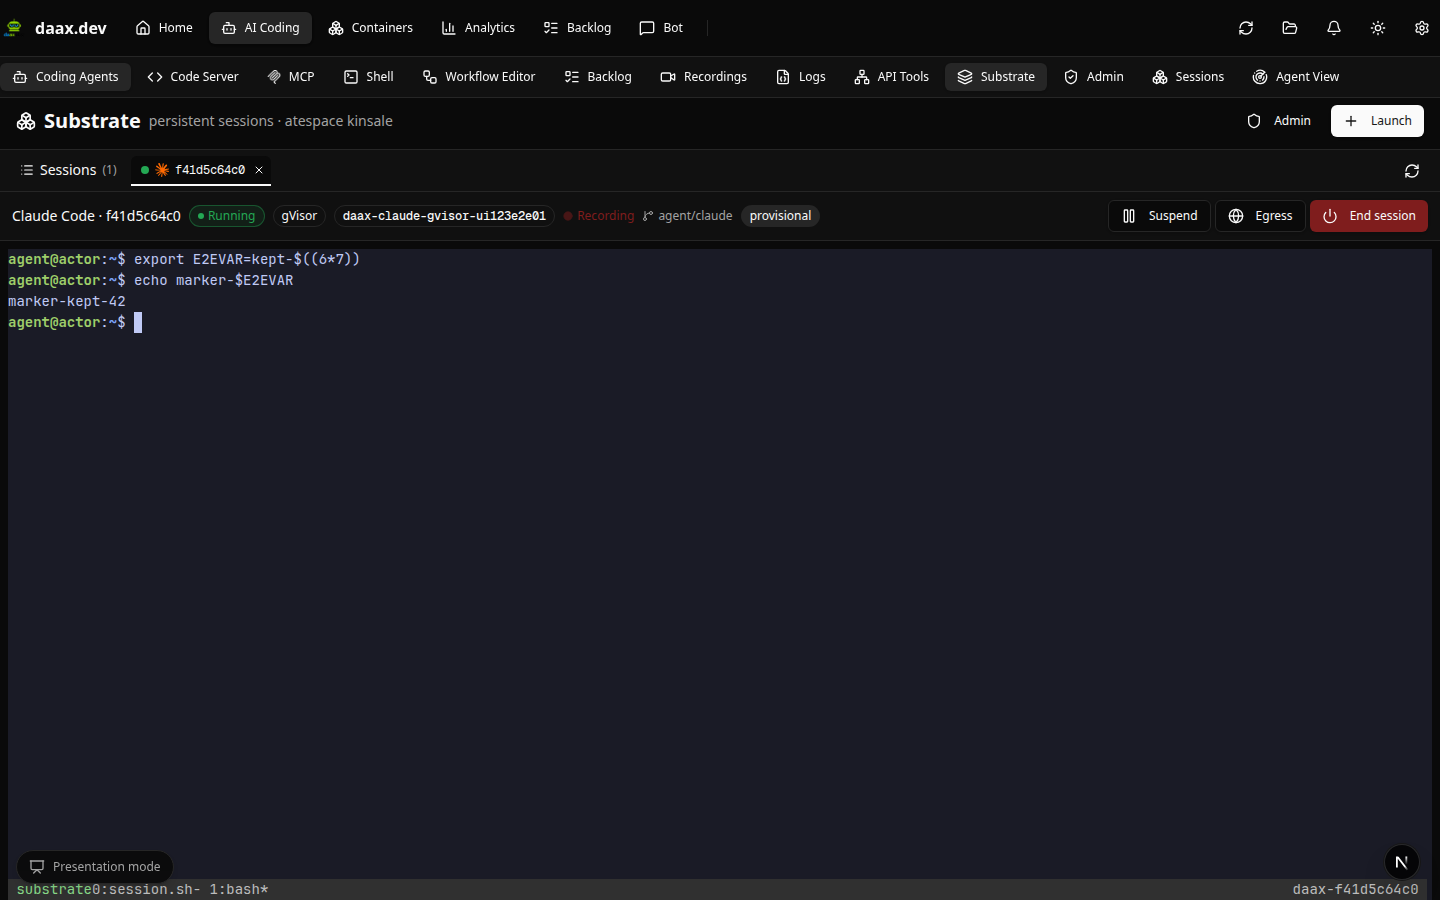 daax.dev Home AI Coding Containers Analytics Backlog Bot
Coding Agents Code Server MCP Shell Workflow Editor Backlog Recordings Logs API Tools Substrate Admin Sessions Agent View
Substrate persistent sessions · atespace kinsale Admin Launch
Sessions (1) f41d5c64c0
Claude Code · f41d5c64c0 Running gVisor daax-claude-gvisor-ui123e2e01 Recording agent/claude provisional Suspend Egress End session
agent@actor:~$ export E2EVAR=kept-$((6*7))
agent@actor:~$ echo marker-$E2EVAR
marker-kept-42
agent@actor:~$
Presentation mode
substrate0:session.sh- 1:bash* daax-f41d5c64c0